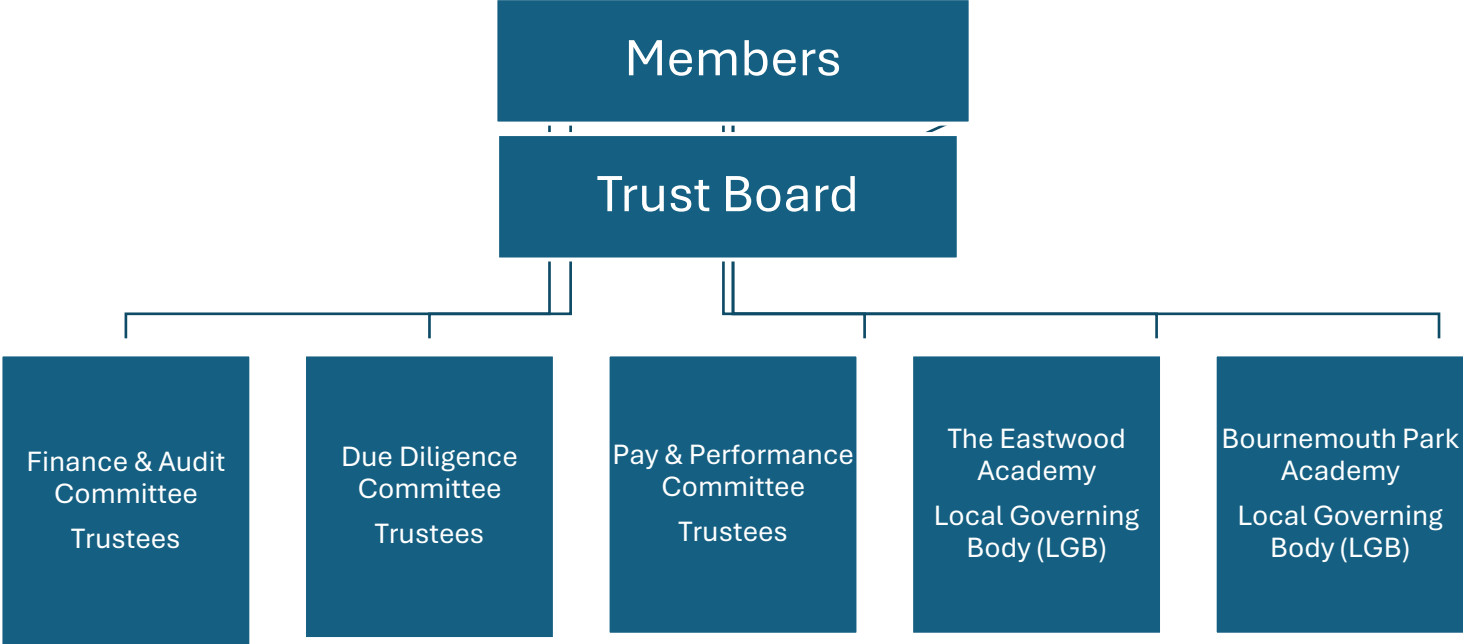 Members
Trust Board
Finance & Audit
Committee
Trustees
Due Diligence
Committee
Trustees
Pay & Performance
Committee
Trustees
The Eastwood
Academy
Local Governing
Body (LGB)
Bournemouth Park
Academy
Local Governing
Body (LGB)